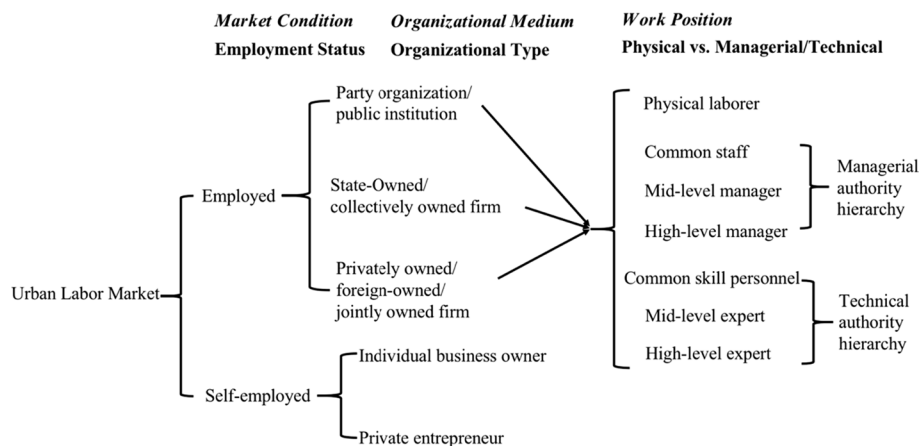 Market Condition
Organizational Medium
Work Position
Employment Status
Organizational Type
Physical vs. Managerial/Technical
Party organization/
public institution
Physical laborer
Common staff
Managerial
authority
hierarchy
State-Owned/
collectively owned firm
Mid-level manager
Employed
High-level manager
Privately owned/
foreign-owned/
jointly owned firm
Common skill personnel
Urban Labor Market
Technical
authority
hierarchy
Mid-level expert
High-level expert
Individual business owner
Self-employed
Private entrepreneur